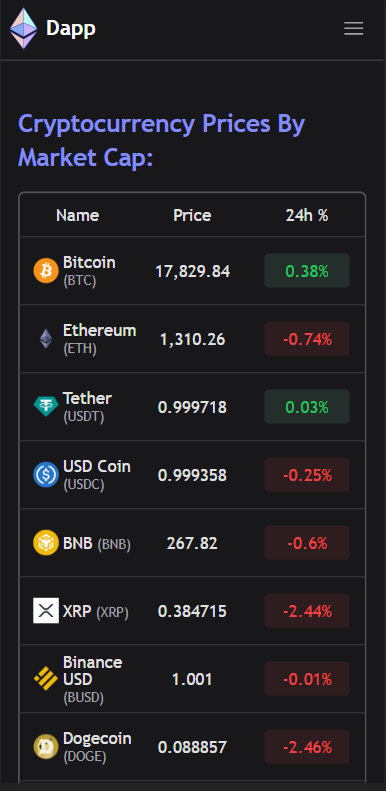 Dapp
Cryptocurrency Prices By
Market Cap:
Name Price 24h %
Bitcoin
(BTC) 17,829.84 0.38%
Ethereum
(ETH) 1,310.26 -0.74%
Tether
(USDT) 0.999718 0.03%
USD Coin
(USDC) 0.999358 -0.25%
BNB (BNB) 267.82 -0.6%
XRP (XRP) 0.384715 -2.44%
Binance
USD
(BUSD) 1.001 -0.01%
Dogecoin
(DOGE) 0.088857 -2.46%